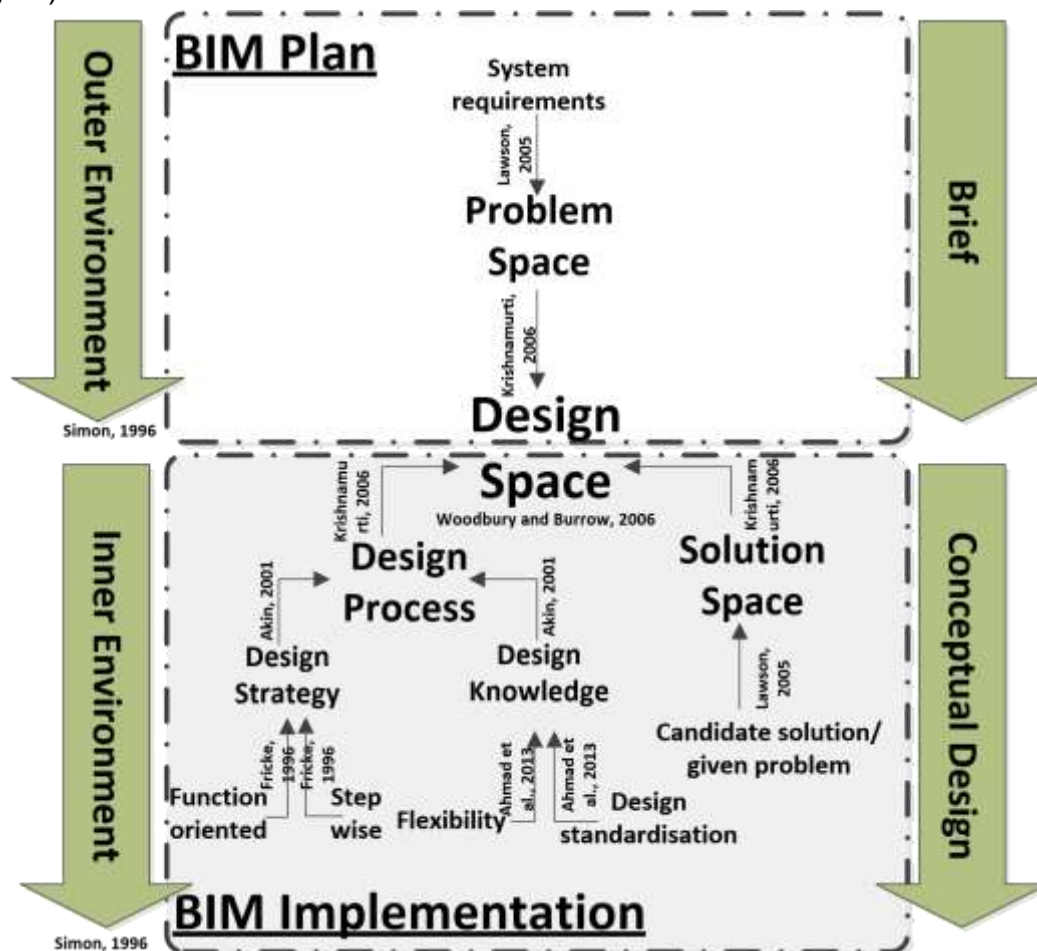 BIM Plan
Outer Environment
Simon, 1996
Brief
System
requirements
Lawson,
2005
Problem
Space
Krishnamurti,
2006
Design
Space
Woodbury and Burrow, 2006
Krishnamu
rti, 2006
Krishnam
urti, 2006
Design
Process
Solution
Space
Akin, 2001
Akin, 2001
Design
Strategy
Design
Knowledge
Lawson,
2005
Candidate solution/
given problem
Fricke,
1996
Fricke,
1996
Ahmad et
al., 2013
Ahmad et
al., 2013
Function
oriented
Step
wise
Flexibility
Design
standardisation
Inner Environment
Simon, 1996
Conceptual Design
BIM Implementation